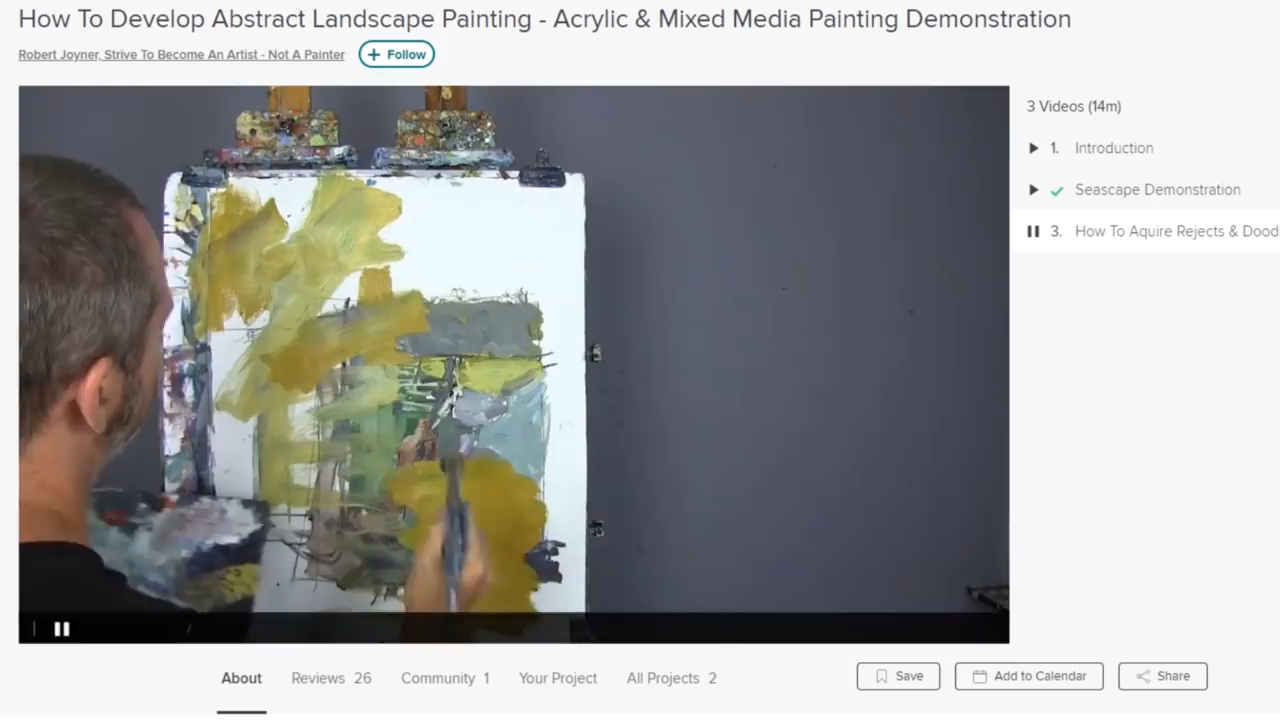 How To Develop Abstract Landscape Painting - Acrylic & Mixed Media Painting Demonstration
Robert Joyner, Strive To Become An Artist - Not A Painter
+ Follow
3 Videos (14m)
1. Introduction
Seascape Demonstration
3. How To Aquire Rejects & Dood
About
Reviews 26
Community 1
Your Project
All Projects 2
Save
Add to Calendar
Share